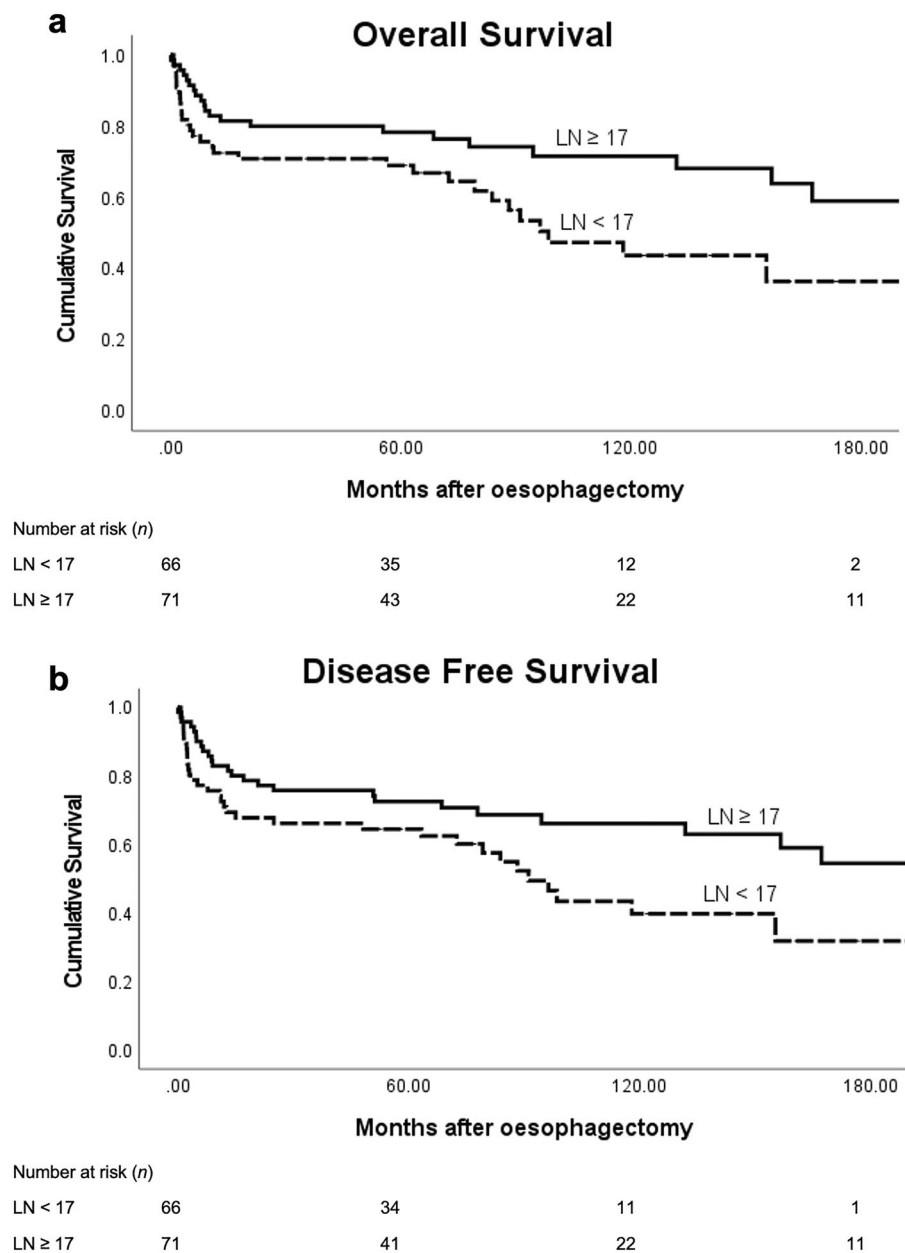 a
Overall Survival
1.0
0.8
0.6
0.4
0.2
0.0
Cumulative Survival
LN ≥ 17
LN < 17
.00 60.00 120.00 180.00
Months after oesophagectomy
Number at risk (n)
LN < 17 66 35 12 2
LN ≥ 17 71 43 22 11
b
Disease Free Survival
1.0
0.8
0.6
0.4
0.2
0.0
Cumulative Survival
LN ≥ 17
LN < 17
.00 60.00 120.00 180.00
Months after oesophagectomy
Number at risk (n)
LN < 17 66 34 11 1
LN ≥ 17 71 41 22 11